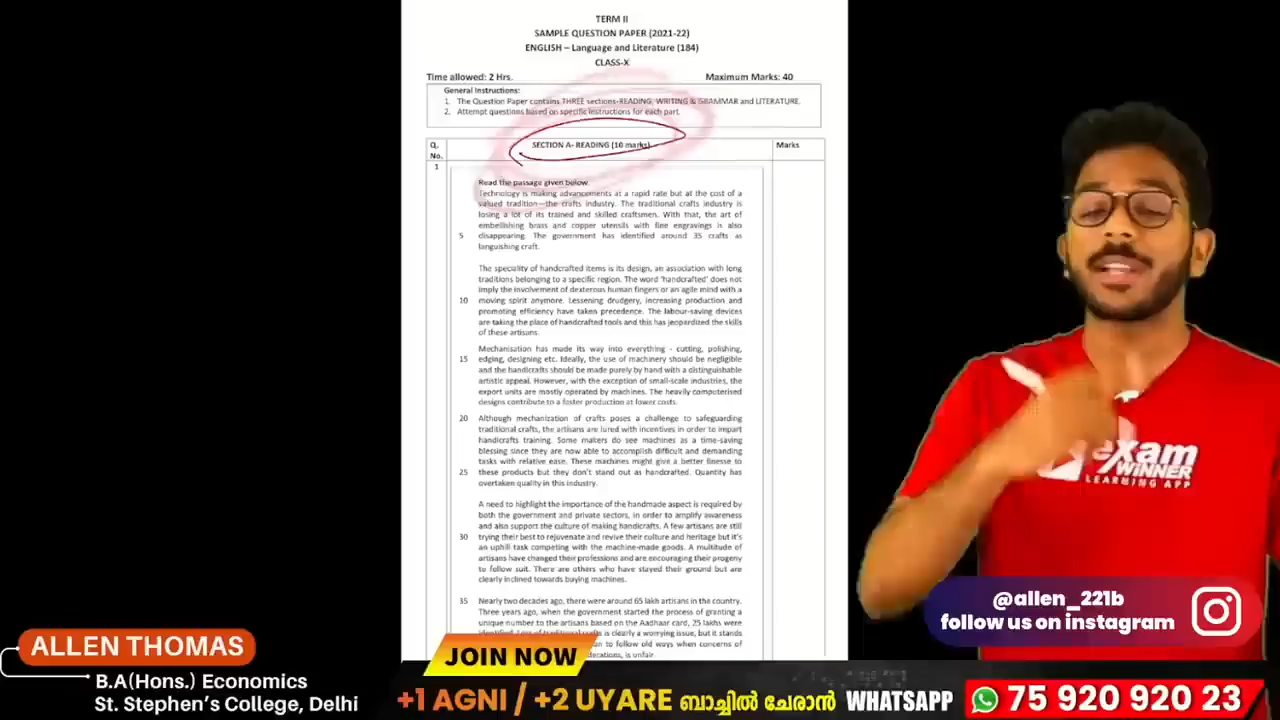 TERM II
SAMPLE QUESTION PAPER (2021-22)
ENGLISH – Language and Literature (184)
CLASS-X
Time allowed: 2 Hrs. Maximum Marks: 40
General Instructions:
1. The Question Paper contains THREE sections-READING, WRITING & GRAMMAR and LITERATURE.
2. Attempt questions based on specific instructions for each part.
Q. No. SECTION A- READING (10 marks) Marks
1
Read the passage given below.
Technology is making advancements at a rapid rate but at the cost of a
valued tradition—the crafts industry. The traditional crafts industry is
losing a lot of its trained and skilled craftsmen. With that, the art of
embellishing brass and copper utensils with fine engravings is also
5 disappearing. The government has identified around 35 crafts as
languishing craft.
The speciality of handcrafted items is its design, an association with long
traditions belonging to a specific region. The word 'handcrafted' does not
imply the involvement of dexterous human fingers or an agile mind with a
10 moving spirit anymore. Lessening drudgery, increasing production and
promoting efficiency have taken precedence. The labour-saving devices
are taking the place of handcrafted tools and this has jeopardized the skills
of these artisans.
Mechanisation has made its way into everything - cutting, polishing,
15 edging, designing etc. Ideally, the use of machinery should be negligible
and the handicrafts should be made purely by hand with a distinguishable
artistic appeal. However, with the exception of small-scale industries, the
export units are mostly operated by machines. The heavily computerised
designs contribute to a faster production at lower costs.
20 Although mechanization of crafts poses a challenge to safeguarding
traditional crafts, the artisans are lured with incentives in order to impart
handicrafts training. Some makers do see machines as a time-saving
blessing since they are now able to accomplish difficult and demanding
tasks with relative ease. These machines might give a better finesse to
25 these products but they don't stand out as handcrafted. Quantity has
overtaken quality in this industry.
A need to highlight the importance of the handmade aspect is required by
both the government and private sectors, in order to amplify awareness
and also support the culture of making handicrafts. A few artisans are still
30 trying their best to rejuvenate and revive their culture and heritage but it's
an uphill task competing with the machine-made goods. A multitude of
artisans have changed their professions and are encouraging their progeny
to follow suit. There are others who have stayed their ground but are
clearly inclined towards buying machines.
35 Nearly two decades ago, there were around 65 lakh artisans in the country.
Three years ago, when the government started the process of granting a
unique number to the artisans based on the Aadhaar card, 25 lakhs were
is clearly a worrying issue, but it stands
to follow old ways when concerns of
is unfair.
exam
WINNER
LEARNING APP
@allen_221b
follow us on instagram
ALLEN THOMAS
B.A(Hons.) Economics
St. Stephen's College, Delhi
JOIN NOW
+1 AGNI / +2 UYARE ബാച്ചിൽ ചേരാൻ WHATSAPP 75 920 920 23